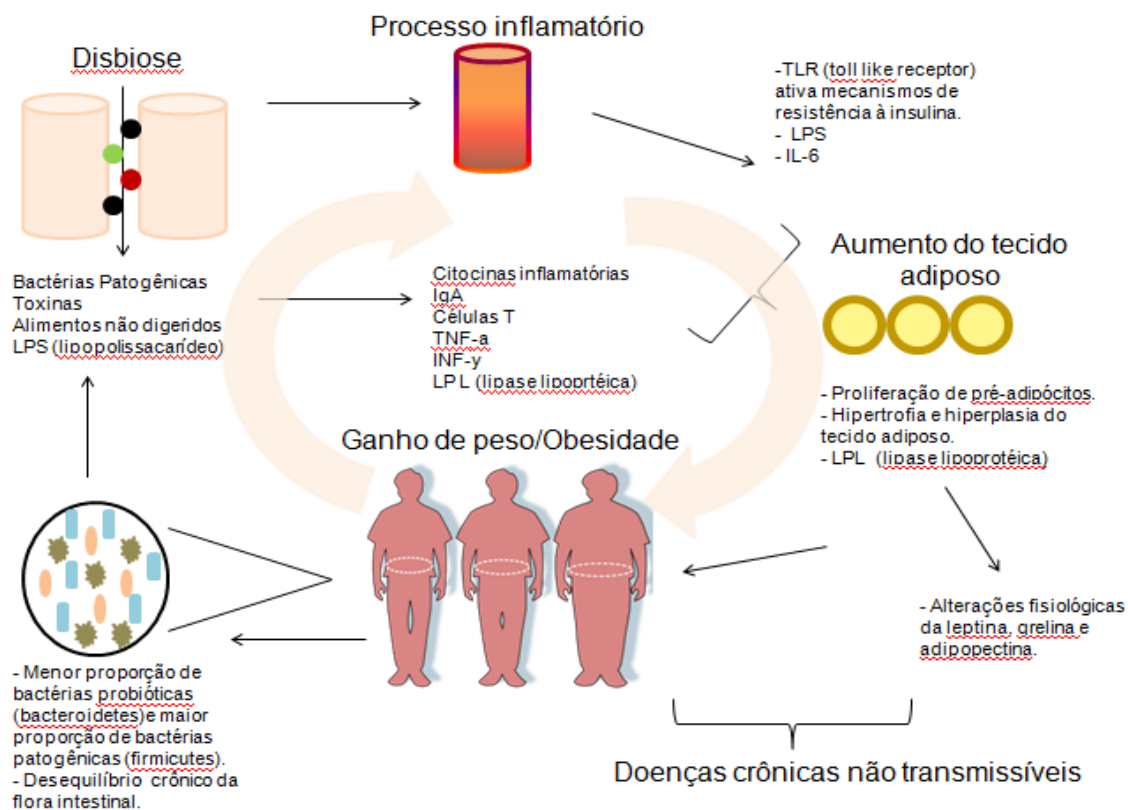 Processo inflamatório
Disbiose
-TLR (toll like receptor)
ativa mecanismos de
resistência à insulina.
- LPS
- IL-6
Bactérias Patogênicas
Toxinas
Alimentos não digeridos
LPS (lipopolissacarídeo)
Citocinas inflamatórias
IgA
Células T
TNF-a
INF-y
LPL (lipase lipoprtéica)
Aumento do tecido
adiposo
- Proliferação de pré-adipócitos.
- Hipertrofia e hiperplasia do
tecido adiposo.
- LPL (lipase lipoprotéica)
Ganho de peso/Obesidade
- Alterações fisiológicas
da leptina, grelina e
adipopectina.
- Menor proporção de
bactérias probióticas
(bacteroidetes) e maior
proporção de bactérias
patogênicas (firmicutes).
- Desequilíbrio crônico da
flora intestinal.
Doenças crônicas não transmissíveis